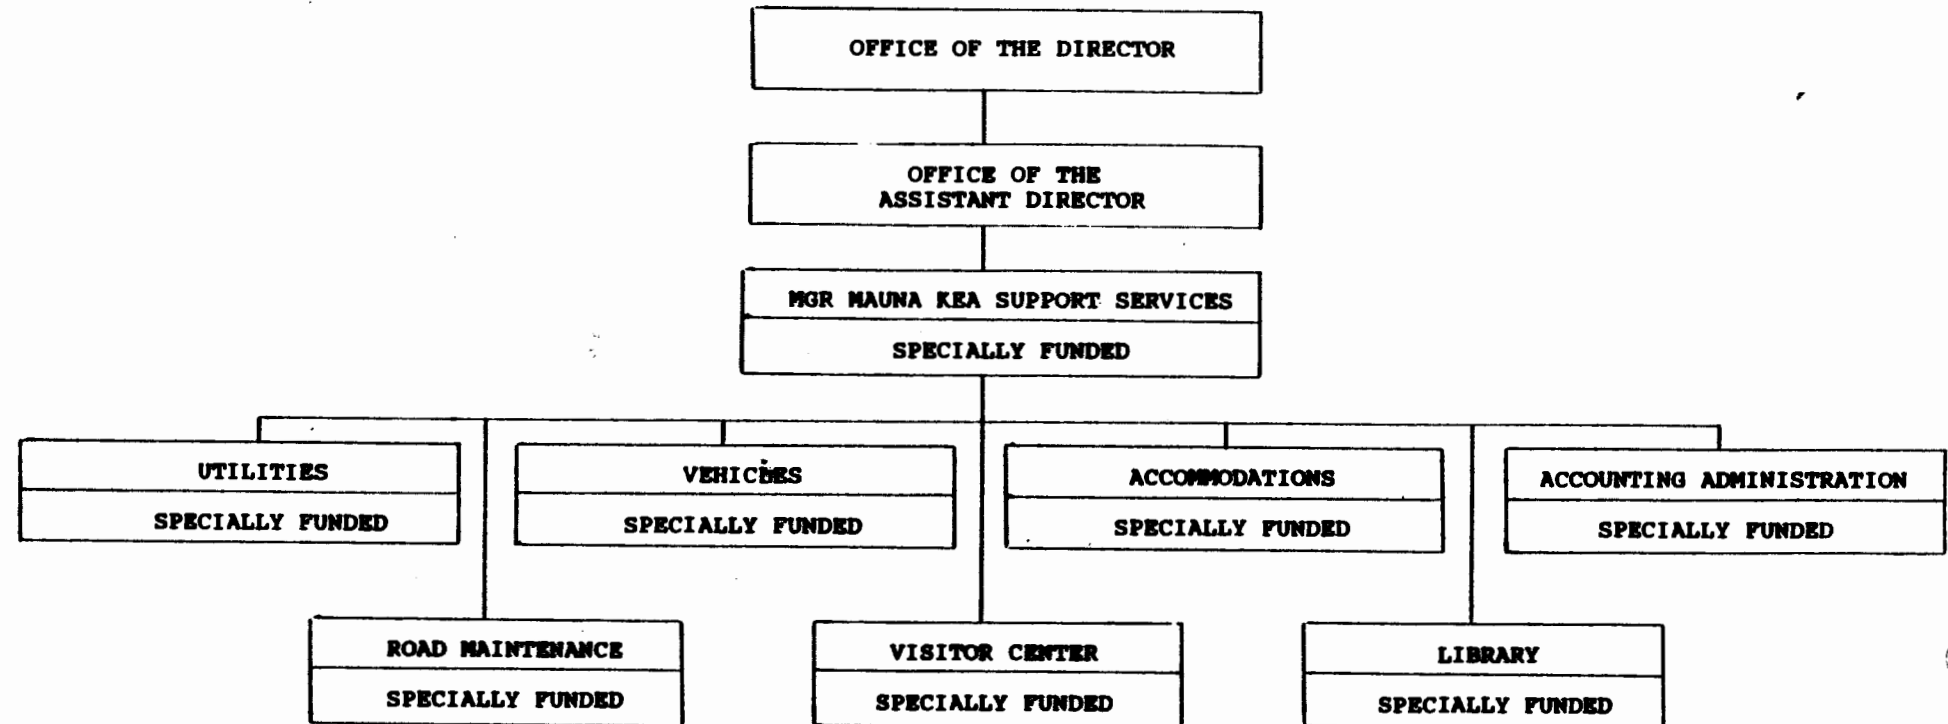 OFFICE OF THE DIRECTOR
OFFICE OF THE
ASSISTANT DIRECTOR
MGR MAUNA KEA SUPPORT SERVICES
SPECIALLY FUNDED
UTILITIES
SPECIALLY FUNDED
VEHICLES
SPECIALLY FUNDED
ACCOMMODATIONS
SPECIALLY FUNDED
ACCOUNTING ADMINISTRATION
SPECIALLY FUNDED
ROAD MAINTENANCE
SPECIALLY FUNDED
VISITOR CENTER
SPECIALLY FUNDED
LIBRARY
SPECIALLY FUNDED